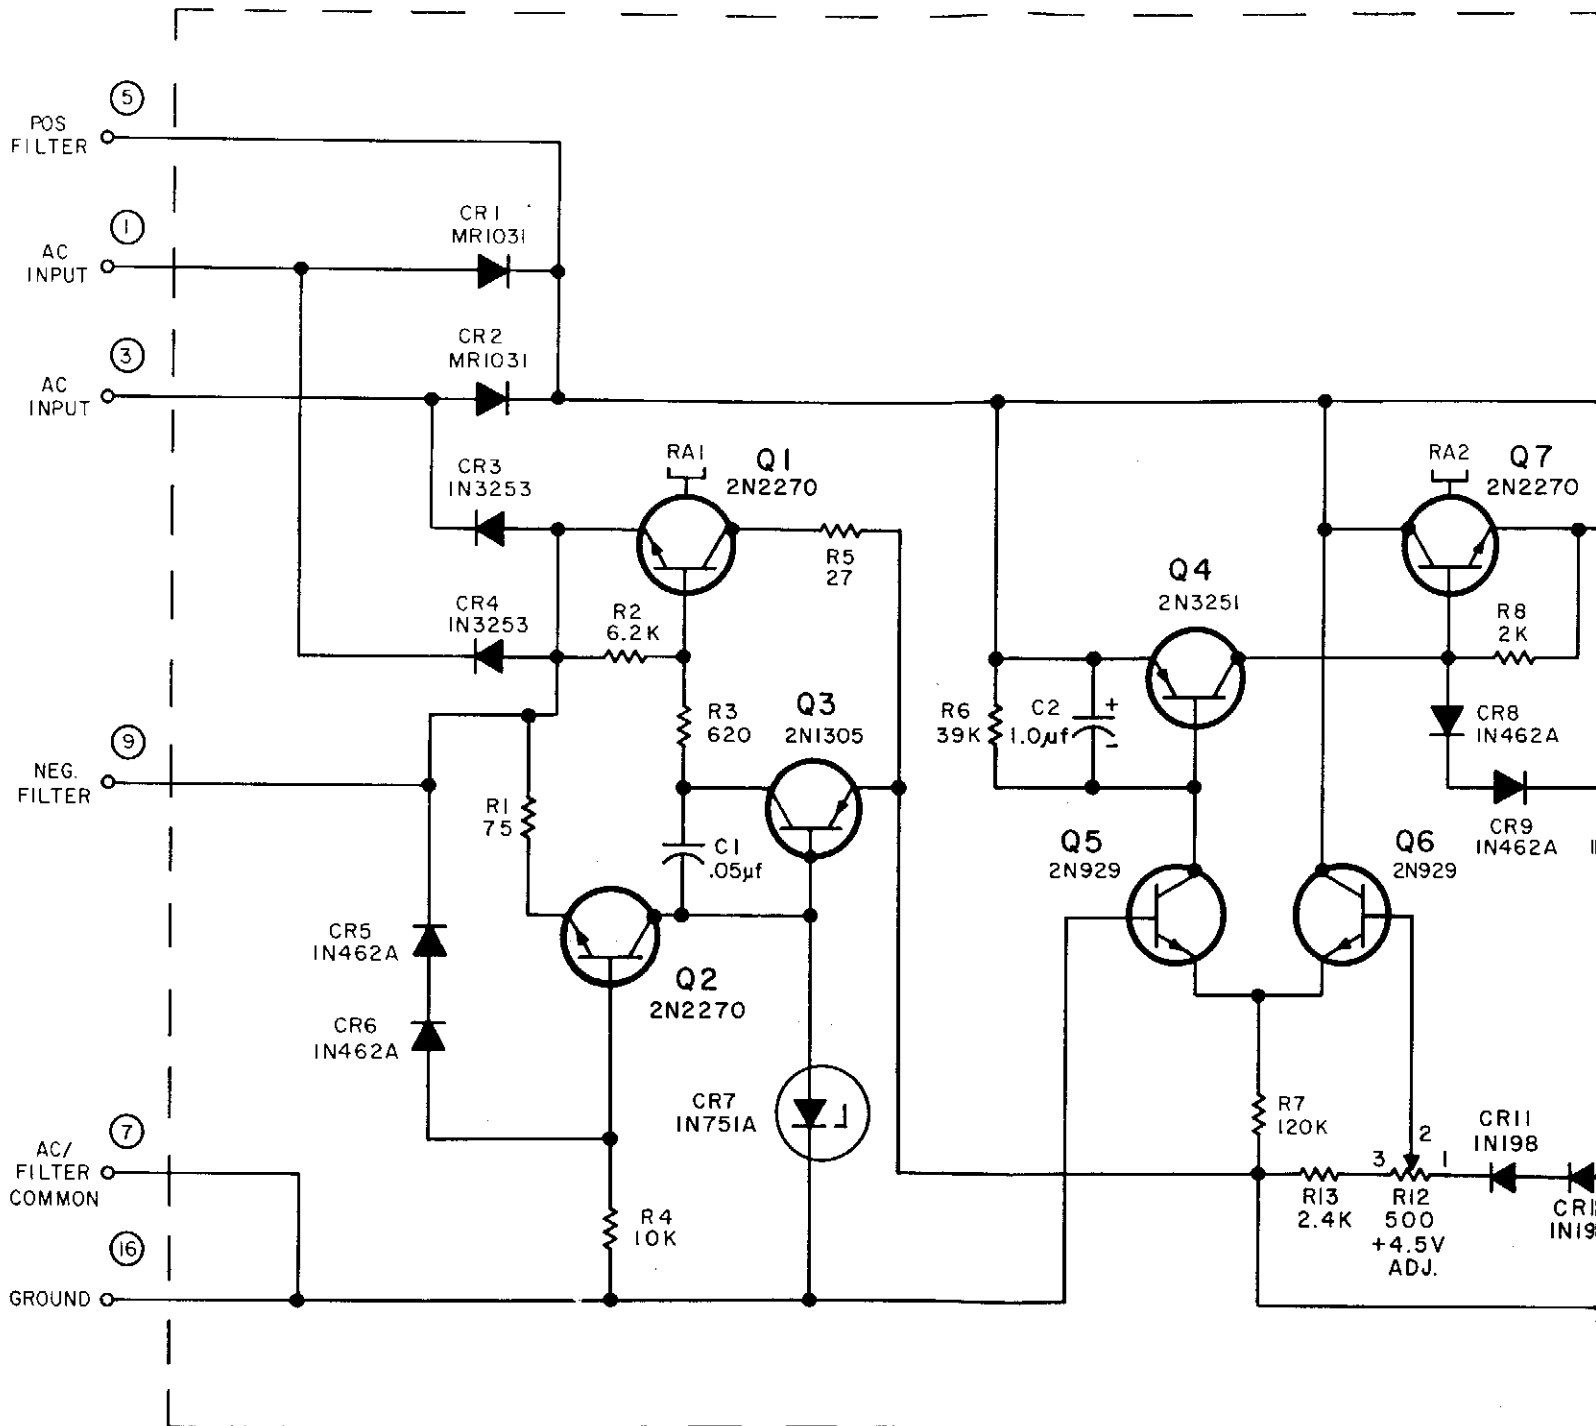 5
POS
FILTER
1
AC
INPUT
CR1
MR1031
3
AC
INPUT
CR2
MR1031
CR3
1N3253
RA1
Q1
2N2270
R5
27
RA2
Q7
2N2270
CR4
1N3253
R2
6.2K
Q4
2N3251
R8
2K
R3
620
Q3
2N1305
R6
39K
C2
1.0µf
+
-
CR8
1N462A
9
NEG.
FILTER
R1
75
C1
.05µf
Q5
2N929
Q6
2N929
CR9
1N462A
CR5
1N462A
Q2
2N2270
CR6
1N462A
CR7
1N751A
R7
120K
CR11
1N198
7
AC/
FILTER
COMMON
3
2
1
R13
2.4K
R12
500
+4.5V
ADJ.
R4
10K
16
GROUND